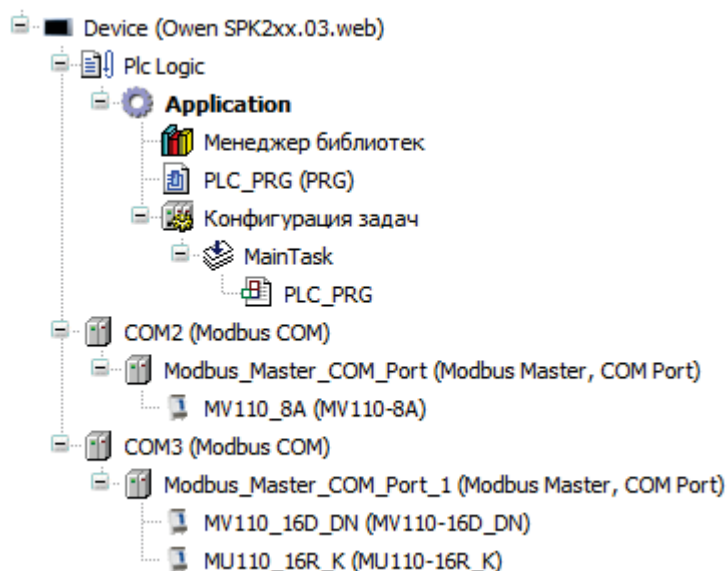 Device (Owen SPK2xx.03.web)
Plc Logic
Application
Менеджер библиотек
PLC_PRG (PRG)
Конфигурация задач
MainTask
PLC_PRG
COM2 (Modbus COM)
Modbus_Master_COM_Port (Modbus Master, COM Port)
MV110_8A (MV110-8A)
COM3 (Modbus COM)
Modbus_Master_COM_Port_1 (Modbus Master, COM Port)
MV110_16D_DN (MV110-16D_DN)
MU110_16R_K (MU110-16R_K)